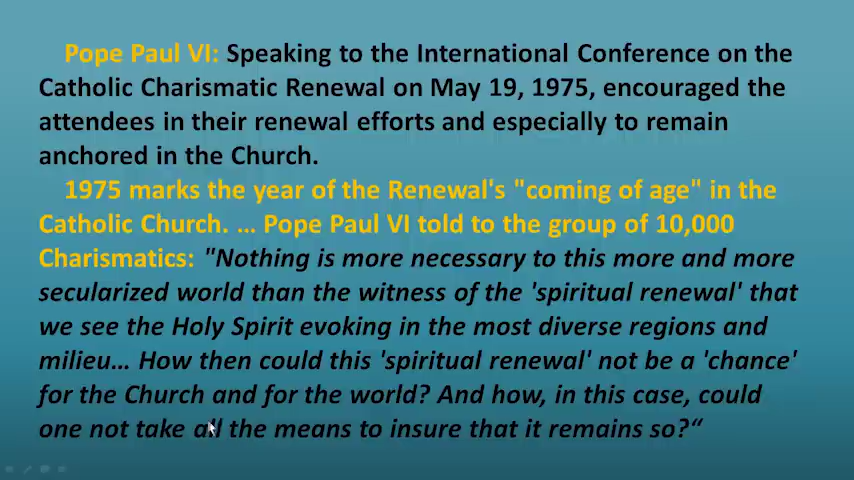 Pope Paul VI: Speaking to the International Conference on the
Catholic Charismatic Renewal on May 19, 1975, encouraged the
attendees in their renewal efforts and especially to remain
anchored in the Church.
1975 marks the year of the Renewal's "coming of age" in the
Catholic Church. … Pope Paul VI told to the group of 10,000
Charismatics: "Nothing is more necessary to this more and more
secularized world than the witness of the 'spiritual renewal' that
we see the Holy Spirit evoking in the most diverse regions and
milieu… How then could this 'spiritual renewal' not be a 'chance'
for the Church and for the world? And how, in this case, could
one not take all the means to insure that it remains so?“